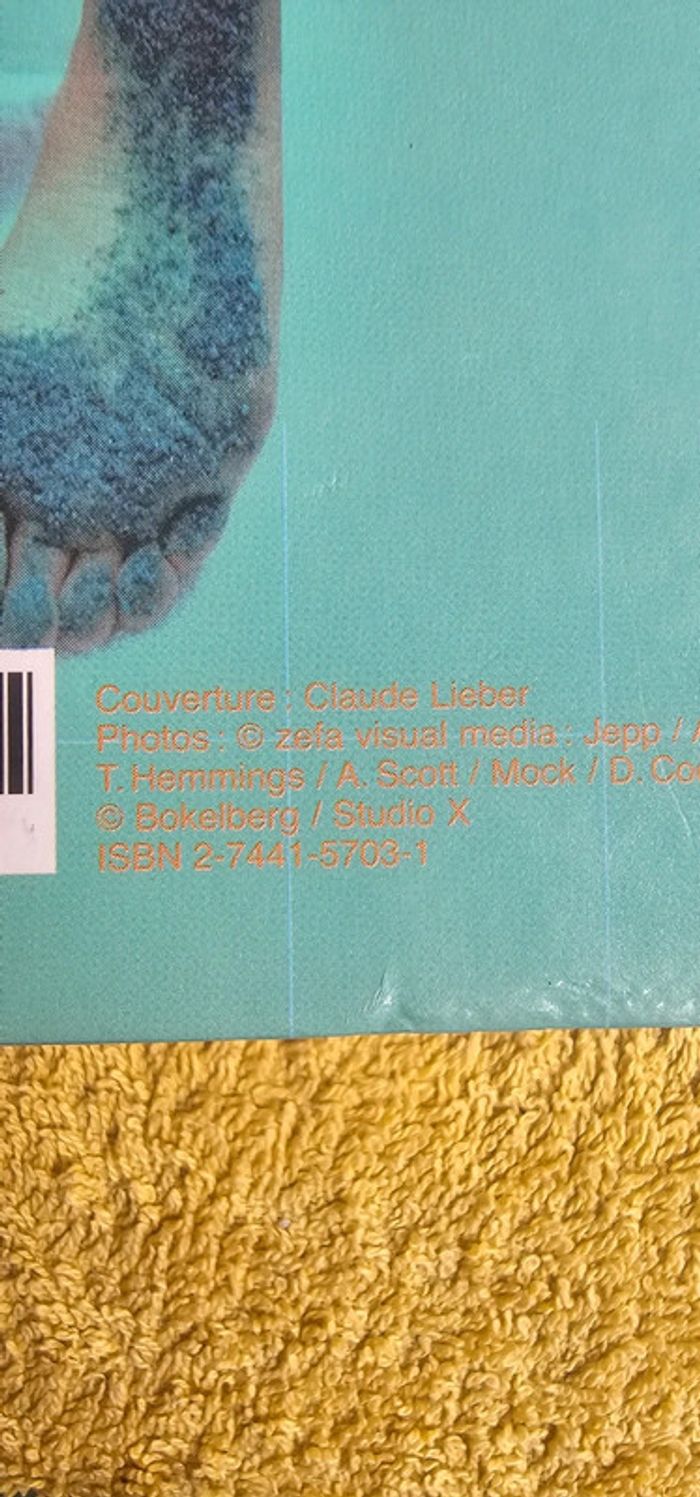 Couverture : Claude Lieber
Photos : © zefa visual media : Jepp /
T. Hemmings / A. Scott / Mock / D.
© Bokelberg / Studio X
ISBN 2-7441-5703-1